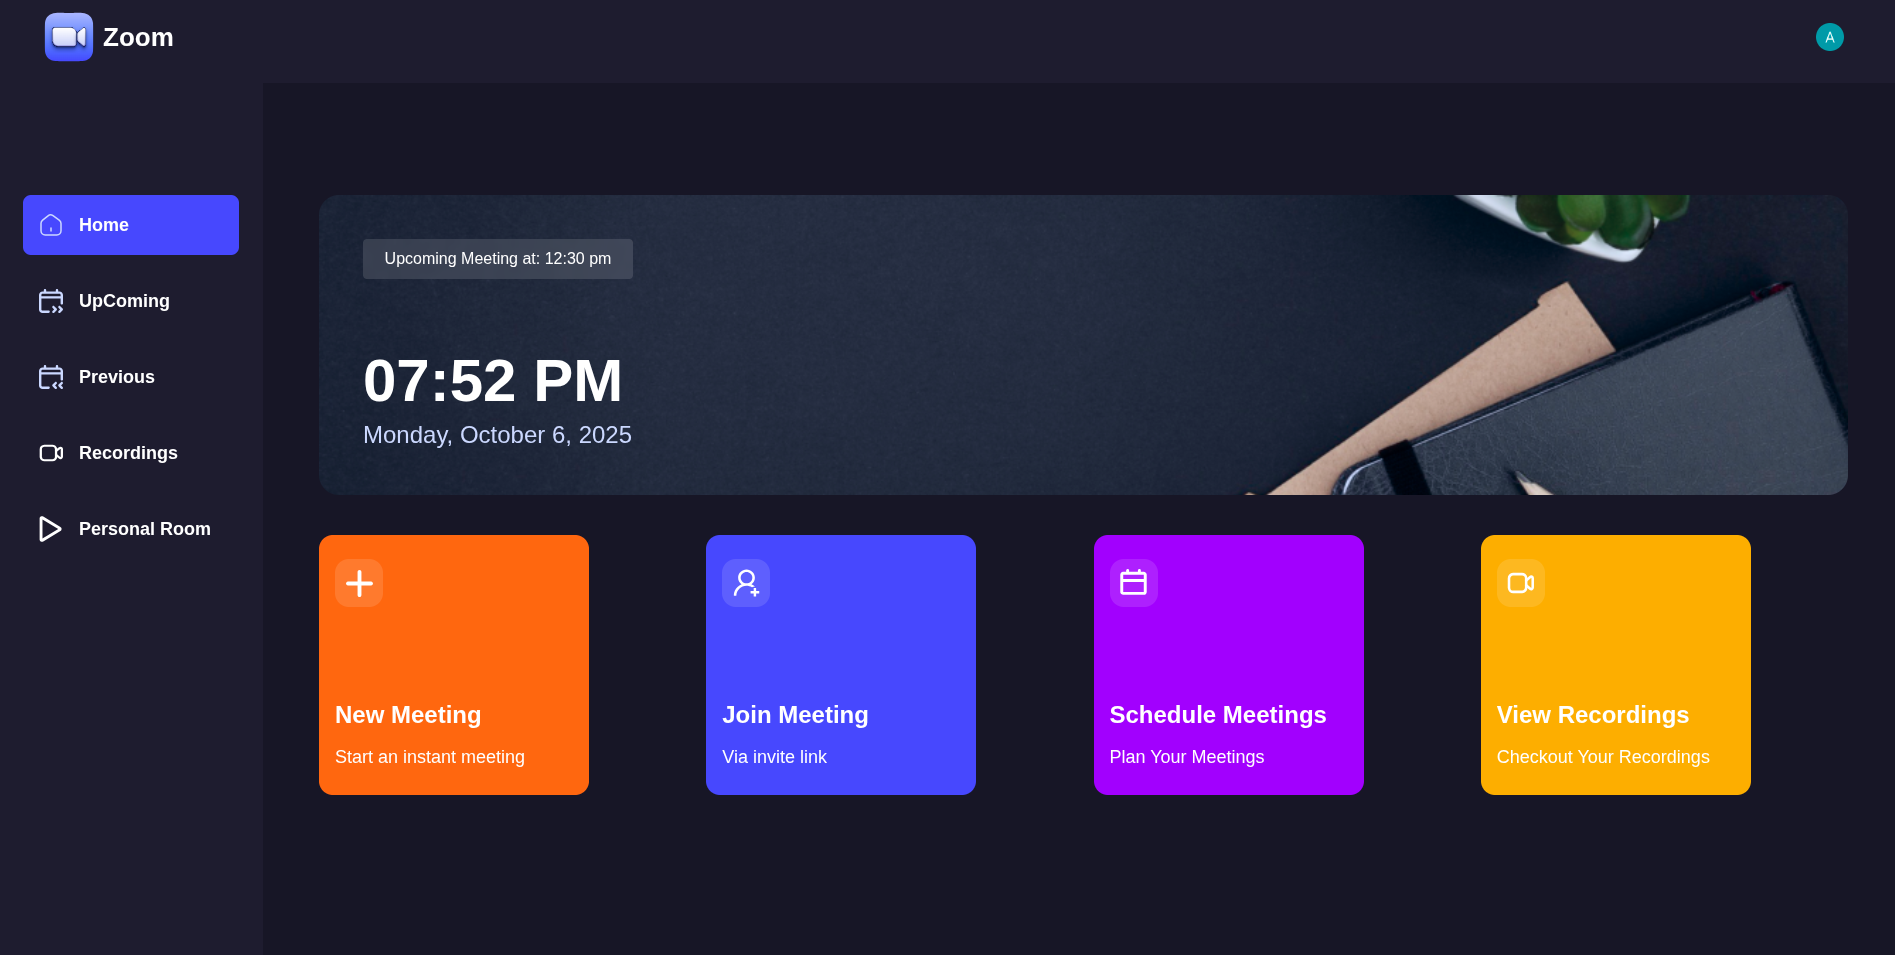 Zoom
A
Home
UpComing
Previous
Recordings
Personal Room
Upcoming Meeting at: 12:30 pm
07:52 PM
Monday, October 6, 2025
New Meeting
Start an instant meeting
Join Meeting
Via invite link
Schedule Meetings
Plan Your Meetings
View Recordings
Checkout Your Recordings